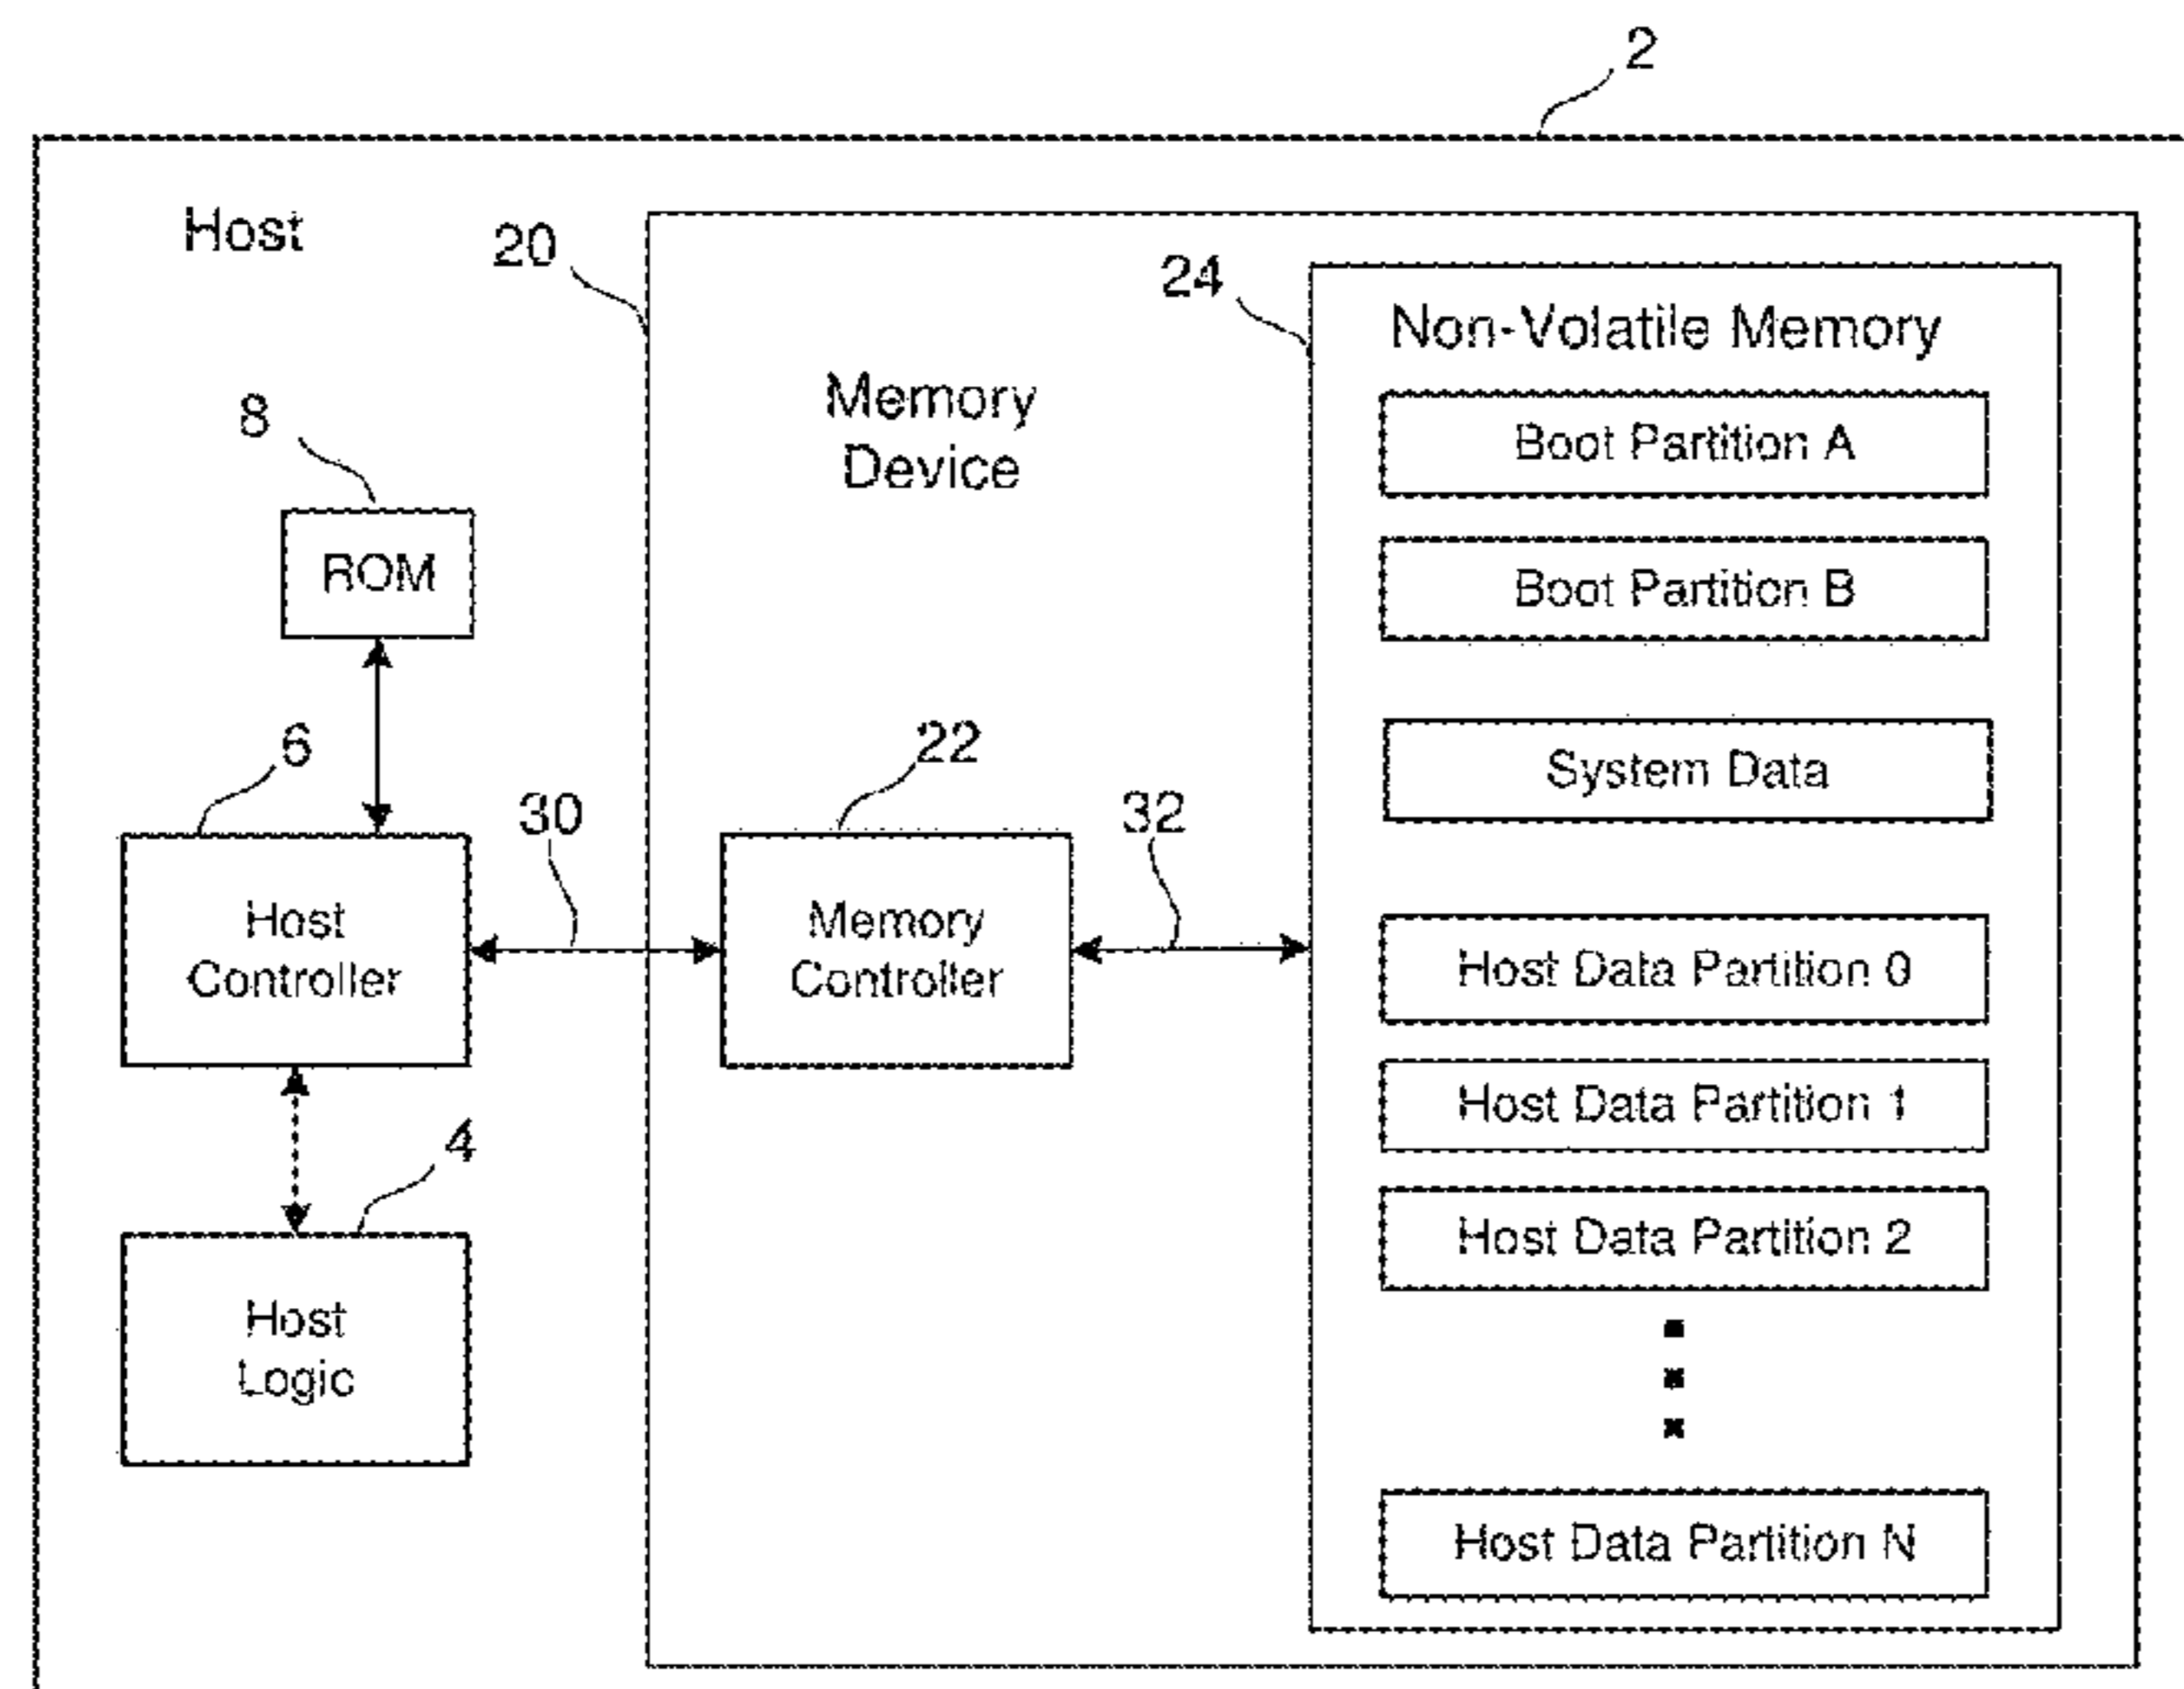 2
Host
20
24
Non-Volatile Memory
Memory
Device
Boot Partition A
8
ROM
Boot Partition B
6
22
System Data
30
32
Host
Controller
Memory
Controller
Host Data Partition 0
Host Data Partition 1
4
Host Data Partition 2
Host
Logic
Host Data Partition N